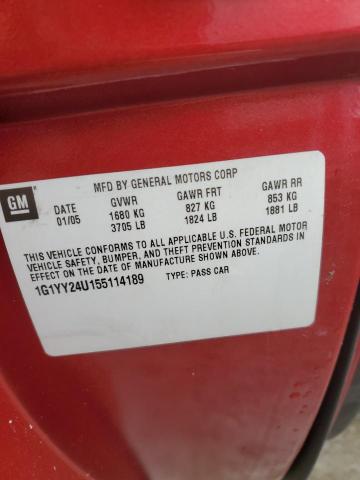 MFD BY GENERAL MOTORS CORP
GM
DATE GVWR GAWR FRT GAWR RR
01/05 1680 KG 827 KG 853 KG
3705 LB 1824 LB 1881 LB
THIS VEHICLE CONFORMS TO ALL APPLICABLE U.S. FEDERAL MOTOR
VEHICLE SAFETY, BUMPER, AND THEFT PREVENTION STANDARDS IN
EFFECT ON THE DATE OF MANUFACTURE SHOWN ABOVE.
1G1YY24U155114189 TYPE: PASS CAR